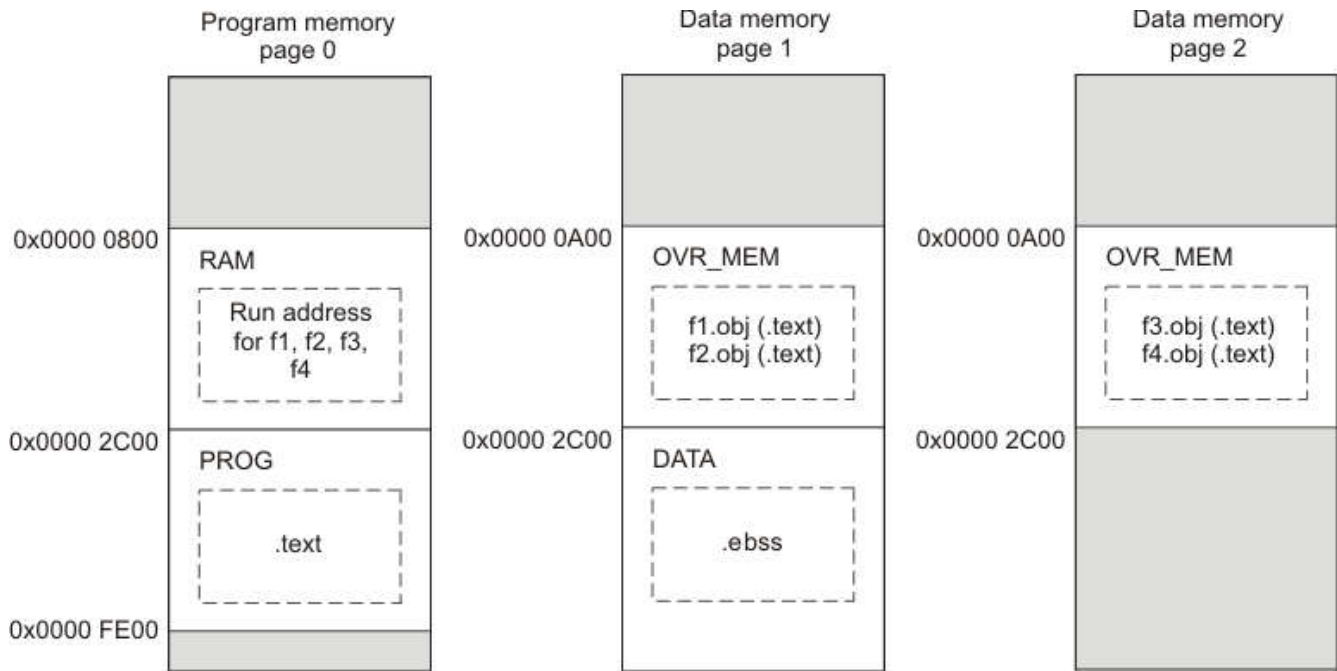 Program memory
page 0
0x0000 0800
RAM
Run address
for f1, f2, f3,
f4
0x0000 2C00
PROG
.text
0x0000 FE00
Data memory
page 1
0x0000 0A00
OVR_MEM
f1.obj (.text)
f2.obj (.text)
0x0000 2C00
DATA
.ebss
Data memory
page 2
0x0000 0A00
OVR_MEM
f3.obj (.text)
f4.obj (.text)
0x0000 2C00